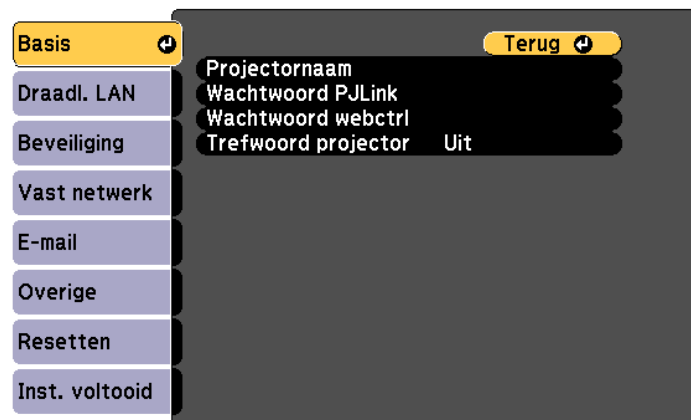 Basis
Draadl. LAN
Beveiliging
Vast netwerk
E-mail
Overige
Resetten
Inst. voltooid
Terug
Projectornaam
Wachtwoord PJLink
Wachtwoord webctrl
Trefwoord projector Uit